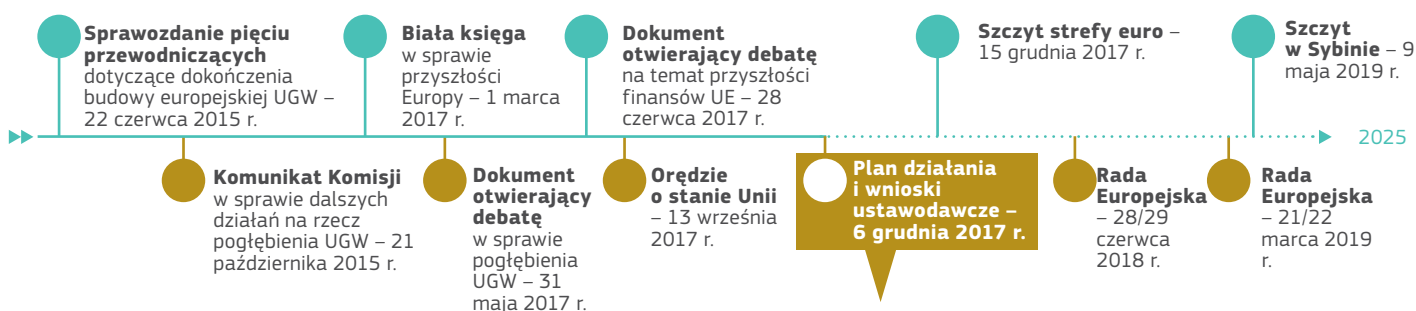 Sprawozdanie pięciu
przewodniczących
dotyczące dokończenia
budowy europejskiej UGW –
22 czerwca 2015 r.
Biała księga
w sprawie
przyszłości
Europy – 1 marca
2017 r.
Dokument
otwierający debatę
na temat przyszłości
finansów UE – 28
czerwca 2017 r.
Szczyt strefy euro –
15 grudnia 2017 r.
Szczyt
w Sybinie – 9
maja 2019 r.
2025
Komunikat Komisji
w sprawie dalszych
działań na rzecz
pogłębienia UGW – 21
października 2015 r.
Dokument
otwierający
debatę
w sprawie
pogłębienia
UGW – 31
maja 2017 r.
Orędzie
o stanie Unii
– 13 września
2017 r.
Plan działania
i wnioski
ustawodawcze –
6 grudnia 2017 r.
Rada
Europejska
– 28/29
czerwca
2018 r.
Rada
Europejska
– 21/22
marca 2019
r.